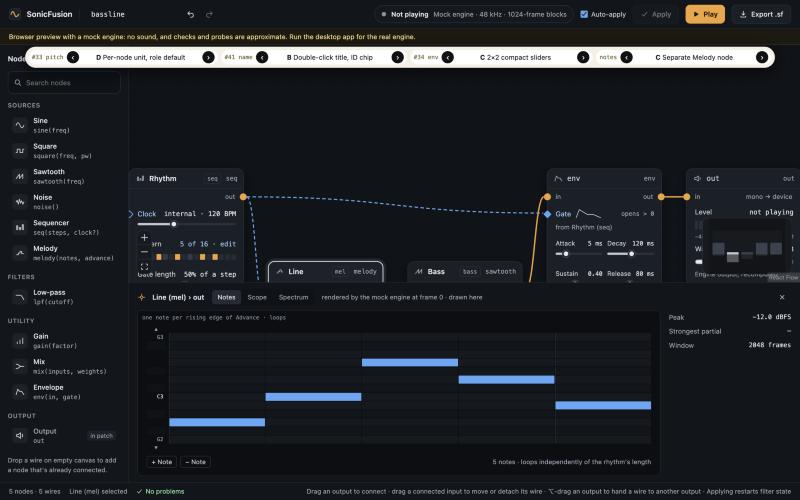 SonicFusion
bassline
Not playing Mock engine · 48 kHz · 1024-frame blocks
Auto-apply
Apply
Play
Export .sf
Browser preview with a mock engine: no sound, and checks and probes are approximate. Run the desktop app for the real engine.
#33 pitch D Per-node unit, role default
#41 name B Double-click title, ID chip
#34 env C 2×2 compact sliders
notes C Separate Melody node
Node
Search nodes
SOURCES
Sine
sine(freq)
Square
square(freq, pw)
Sawtooth
sawtooth(freq)
Noise
noise()
Sequencer
seq(steps, clock?)
Melody
melody(notes, advance)
FILTERS
Low-pass
lpf(cutoff)
UTILITY
Gain
gain(factor)
Mix
mix(inputs, weights)
Envelope
env(in, gate)
OUTPUT
Output
out
in patch
Drop a wire on empty canvas to add
a node that's already connected.
Rhythm seq seq
out
Clock internal · 120 BPM
ern 5 of 16 · edit
Gate length 50% of a step
Line mel melody
Bass bass sawtooth
env env
in out
Gate opens > 0
from Rhythm (seq)
Attack 5 ms Decay 120 ms
Sustain 0.40 Release 80 ms
out out
in mono → device
Level not playing
React Flow
Line (mel) › out
Notes
Scope
Spectrum
rendered by the mock engine at frame 0 · drawn here
one note per rising edge of Advance · loops
G3
C3
G2
+ Note
− Note
5 notes · loops independently of the rhythm's length
Peak −12.0 dBFS
Strongest partial —
Window 2048 frames
5 nodes · 5 wires
Line (mel) selected
No problems
Drag an output to connect · drag a connected input to move or detach its wire · ⌥-drag an output to hand a wire to another output · Applying restarts filter state